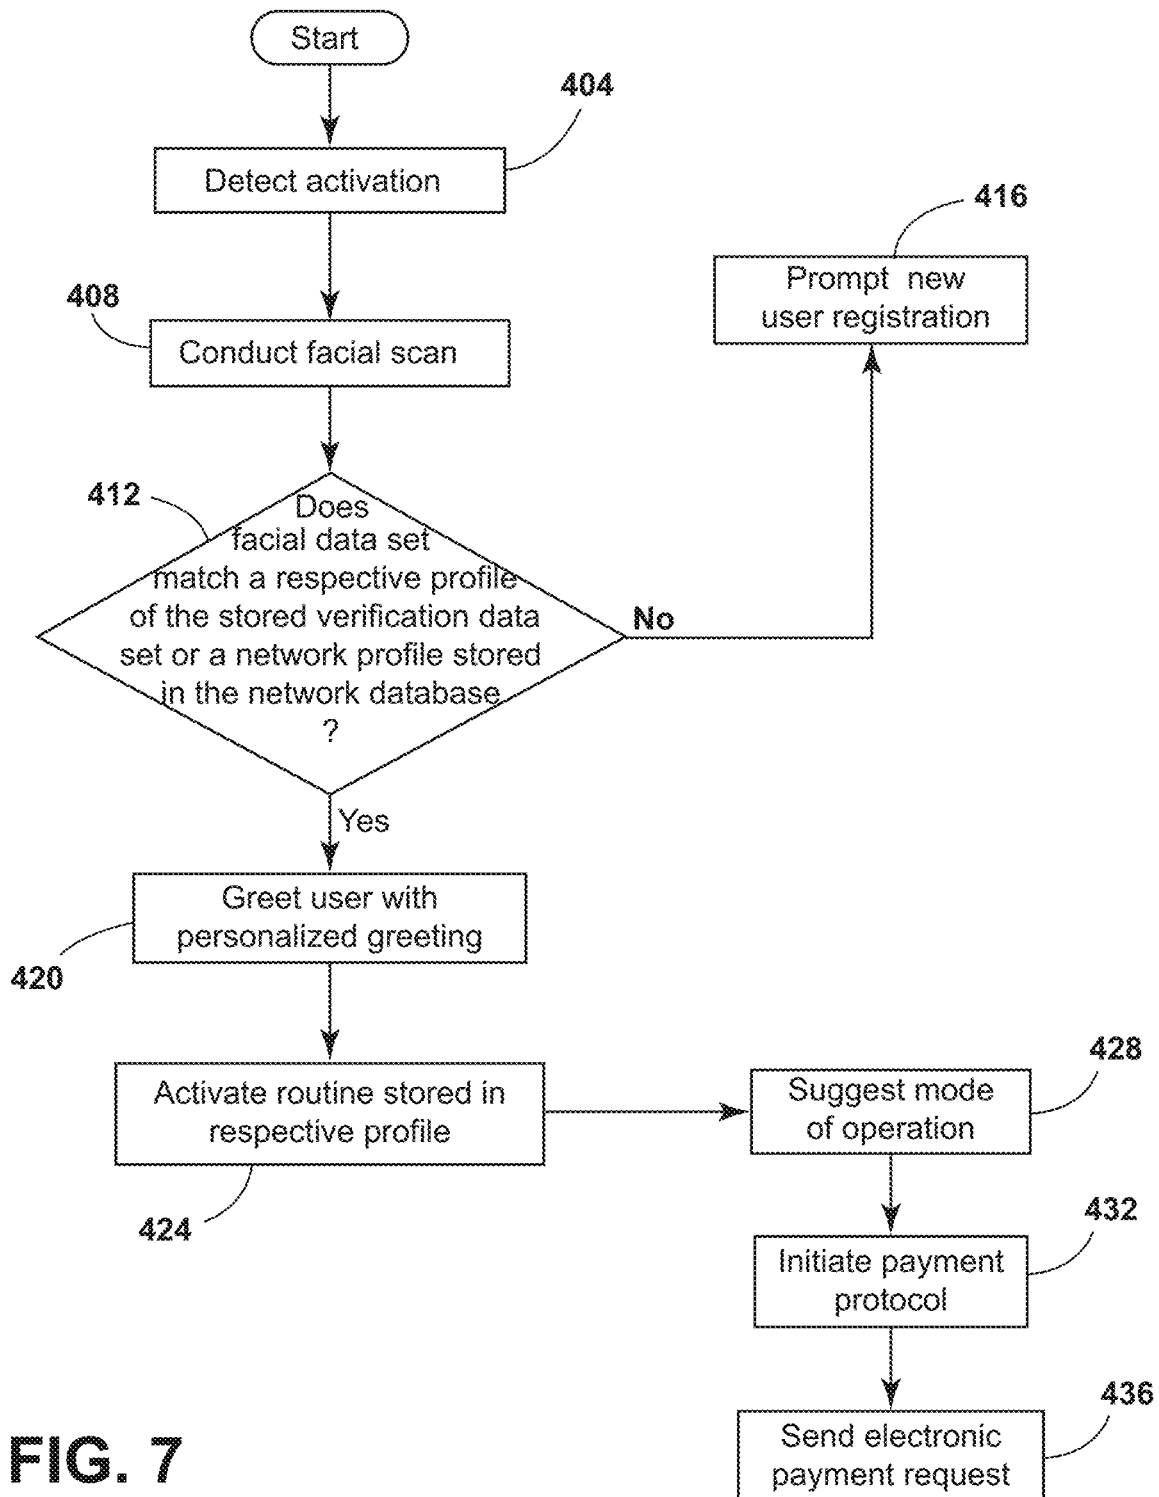 Start
404
Detect activation
416
Prompt new
user registration
408
Conduct facial scan
412
Does
facial data set
match a respective profile
of the stored verification data
set or a network profile stored
in the network database
?
No
Yes
Greet user with
personalized greeting
420
Activate routine stored in
respective profile
424
428
Suggest mode
of operation
432
Initiate payment
protocol
436
Send electronic
payment request
FIG. 7